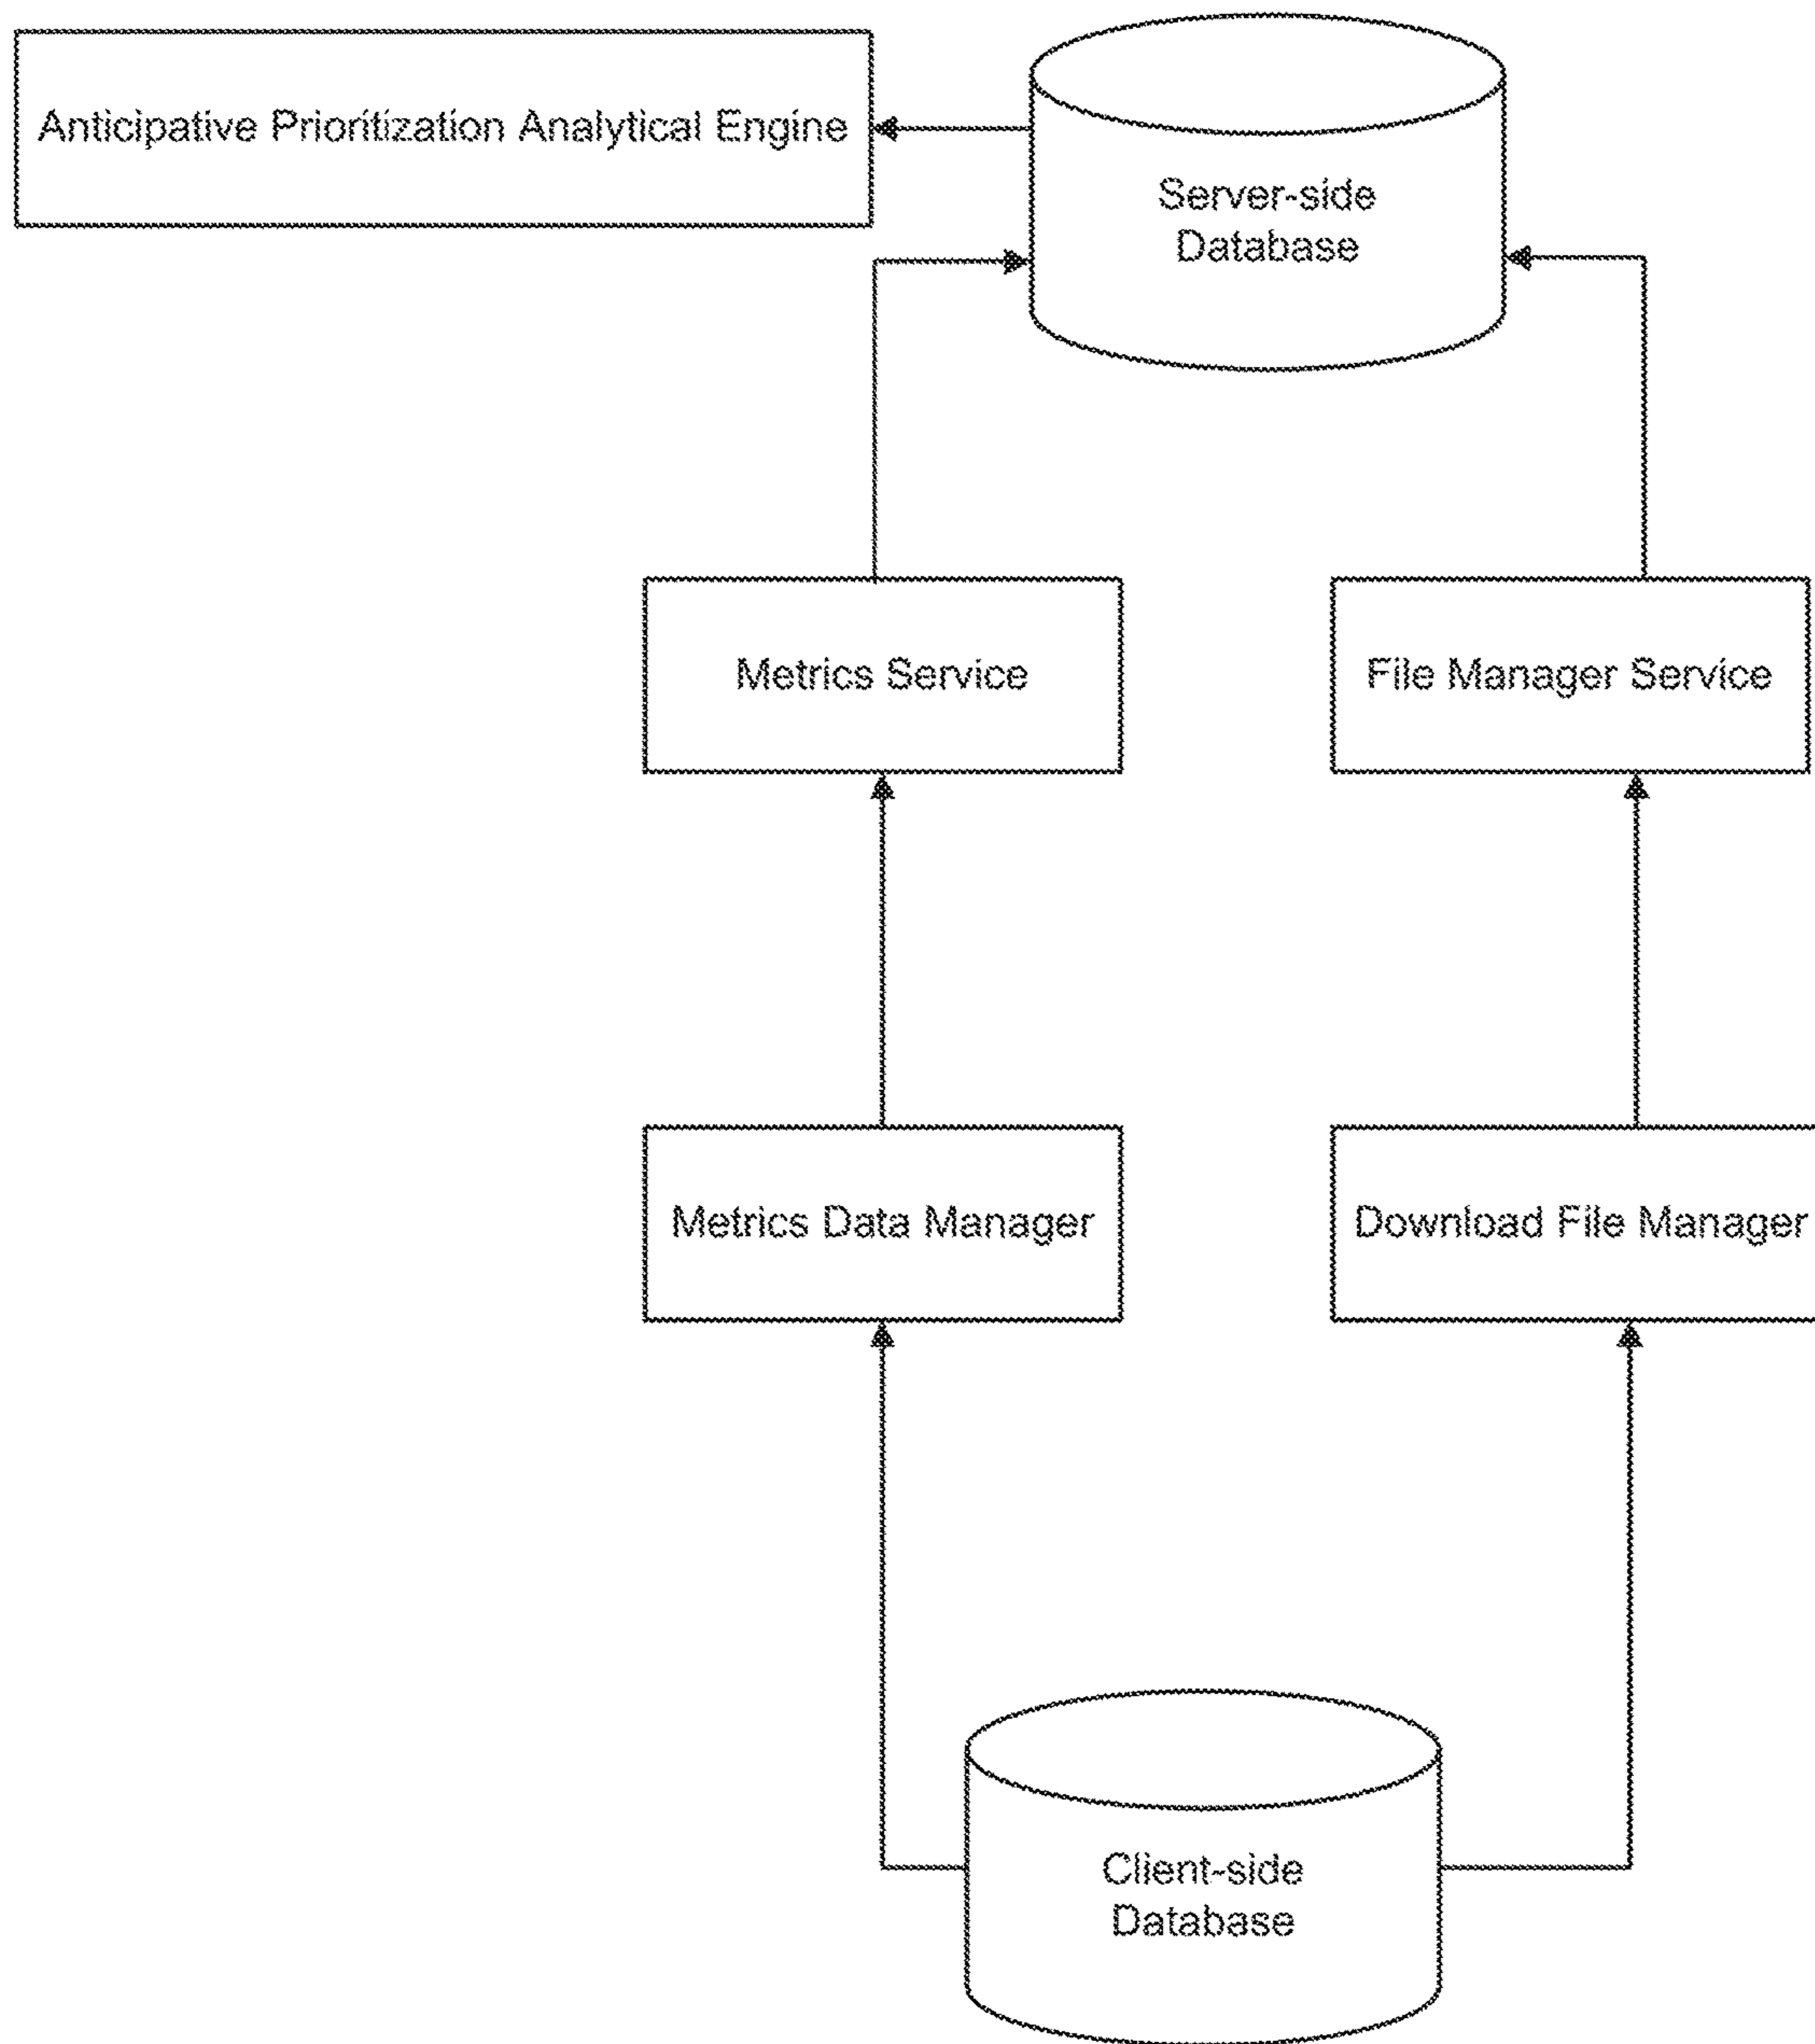 Anticipative Prioritization Analytical Engine
Server-side
Database
Metrics Service
File Manager Service
Metrics Data Manager
Download File Manager
Client-side
Database